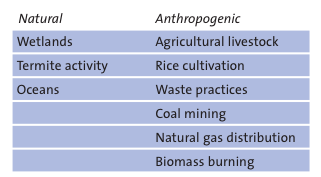 Natural Anthropogenic
Wetlands Agricultural livestock
Termite activity Rice cultivation
Oceans Waste practices
Coal mining
Natural gas distribution
Biomass burning